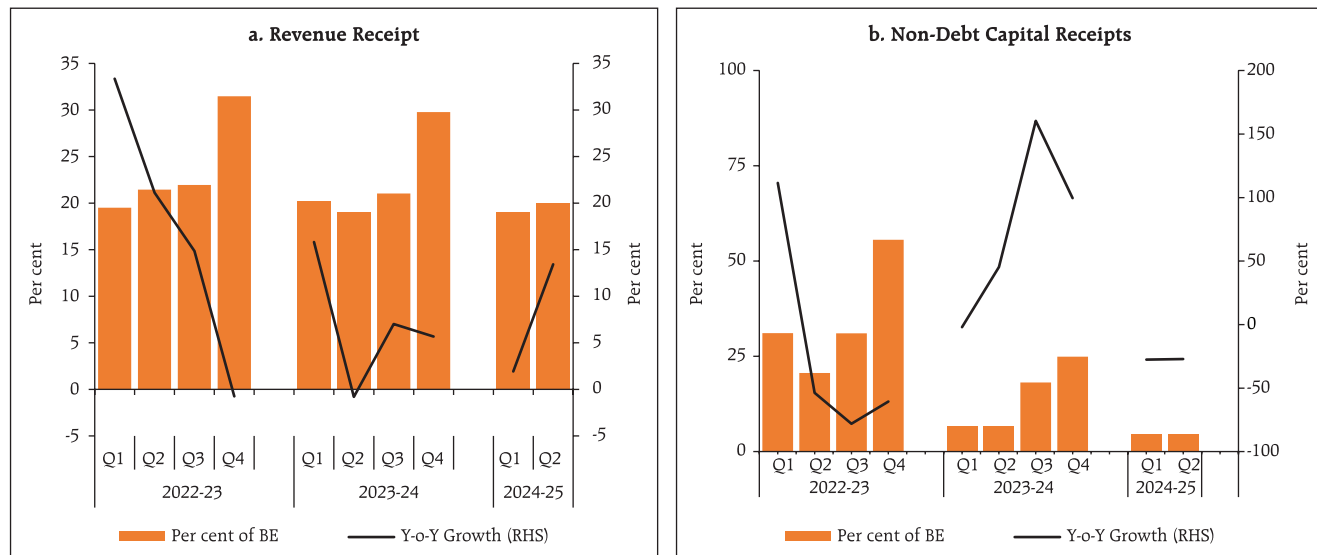 a. Revenue Receipt
35 35
30 30
25 25
20 20
15 15
10 10
5 5
0 0
-5 -5
Per cent
Per cent
Q1 Q2 Q3 Q4 Q1 Q2 Q3 Q4 Q1 Q2
2022-23 2023-24 2024-25
Per cent of BE Y-o-Y Growth (RHS)
b. Non-Debt Capital Receipts
100 200
150
75
100
50 50
0
25
-50
0 -100
Per cent
Per cent
Q1 Q2 Q3 Q4 Q1 Q2 Q3 Q4 Q1 Q2
2022-23 2023-24 2024-25
Per cent of BE Y-o-Y Growth (RHS)